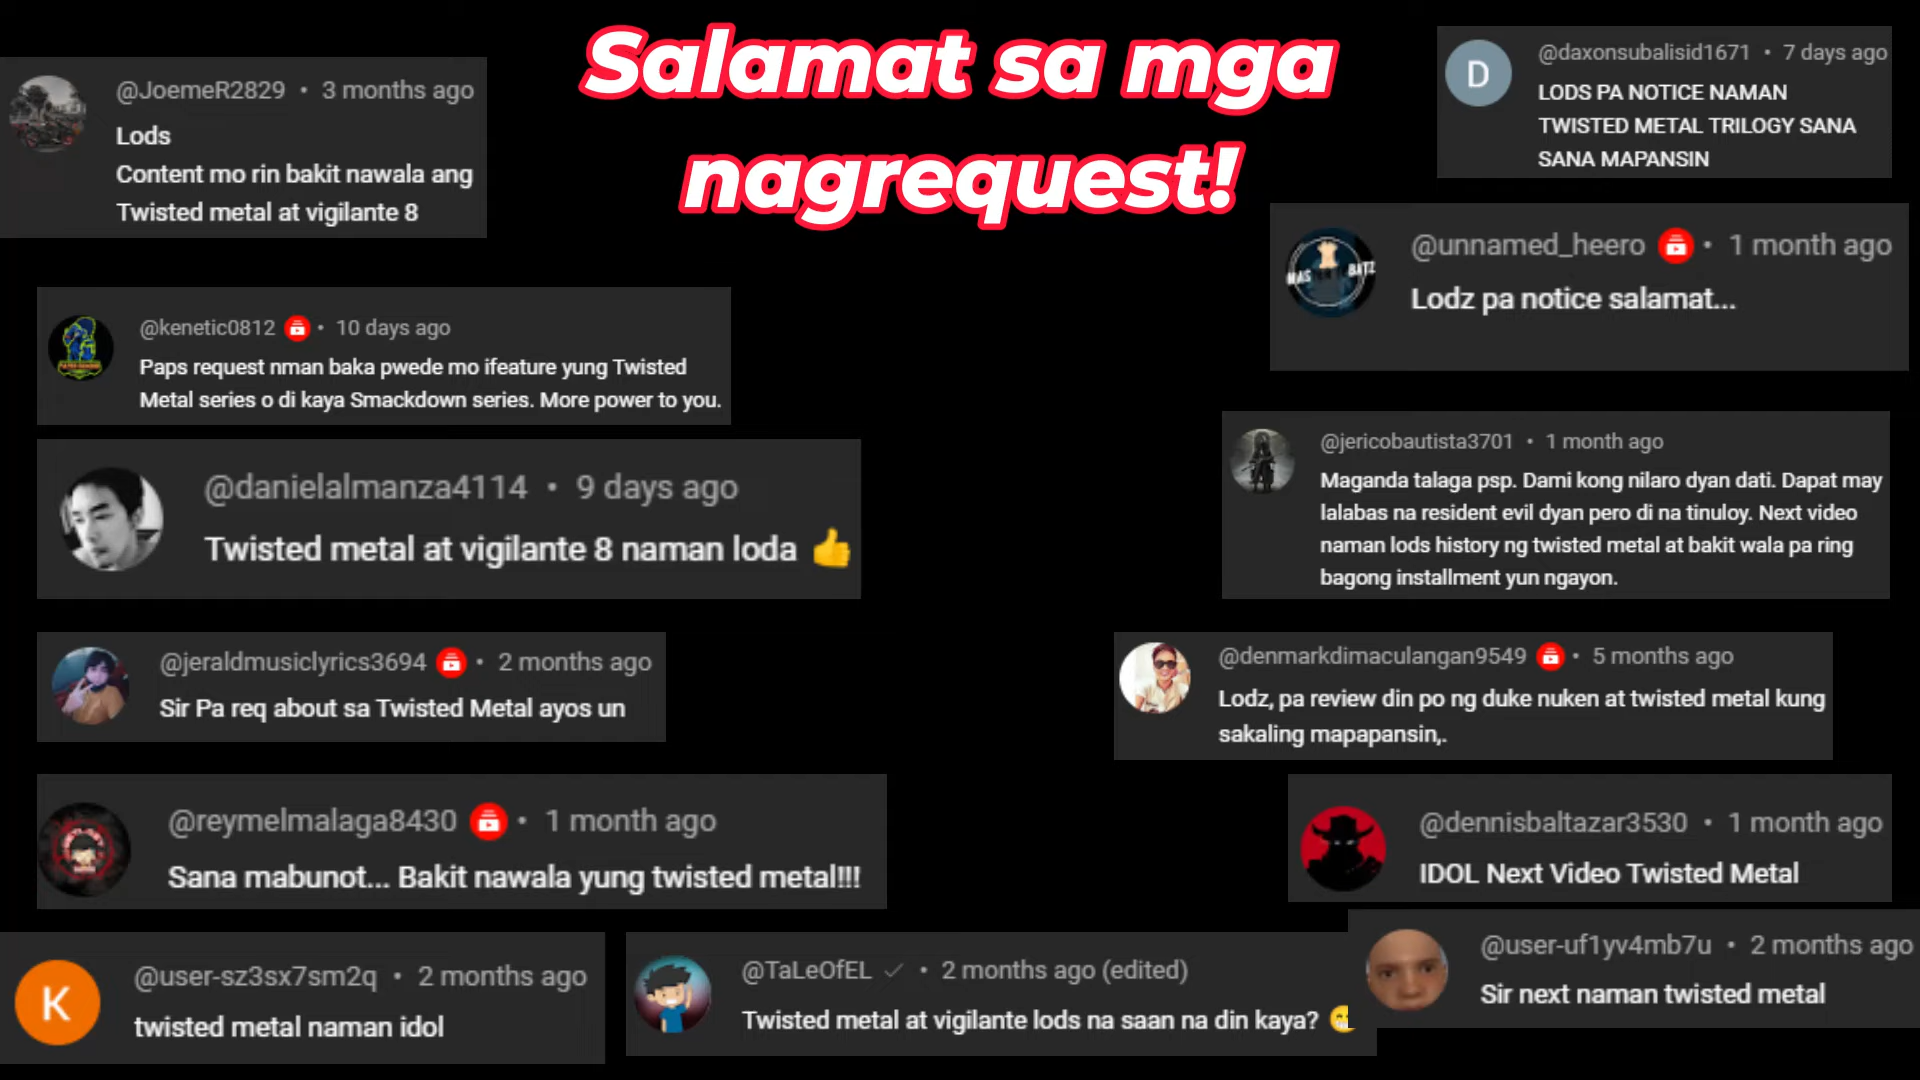 Salamat sa mga
nagrequest!
@JoemeR2829 • 3 months ago
Lods
Content mo rin bakit nawala ang
Twisted metal at vigilante 8
@kenetic0812 • 10 days ago
Paps request nman baka pwede mo ifeature yung Twisted
Metal series o di kaya Smackdown series. More power to you.
@danielalmanza4114 • 9 days ago
Twisted metal at vigilante 8 naman loda 👍
@jeraldmusiclyrics3694 • 2 months ago
Sir Pa req about sa Twisted Metal ayos un
@reymelmalaga8430 • 1 month ago
Sana mabunot... Bakit nawala yung twisted metal!!!
K
@user-sz3sx7sm2q • 2 months ago
twisted metal naman idol
@TaLeOfEL ✓ • 2 months ago (edited)
Twisted metal at vigilante lods na saan na din kaya? 😁
D
@daxonsubalisid1671 • 7 days ago
LODS PA NOTICE NAMAN
TWISTED METAL TRILOGY SANA
SANA MAPANSIN
MAS BATZ
@unnamed_heero • 1 month ago
Lodz pa notice salamat...
@jericobautista3701 • 1 month ago
Maganda talaga psp. Dami kong nilaro dyan dati. Dapat may
lalabas na resident evil dyan pero di na tinuloy. Next video
naman lods history ng twisted metal at bakit wala pa ring
bagong installment yun ngayon.
@denmarkdimaculangan9549 • 5 months ago
Lodz, pa review din po ng duke nuken at twisted metal kung
sakaling mapapansin,.
@dennisbaltazar3530 • 1 month ago
IDOL Next Video Twisted Metal
@user-uf1yv4mb7u • 2 months ago
Sir next naman twisted metal